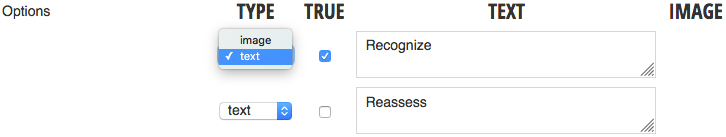 Options TYPE TRUE TEXT IMAGE
image
✓ text
Recognize
text
Reassess